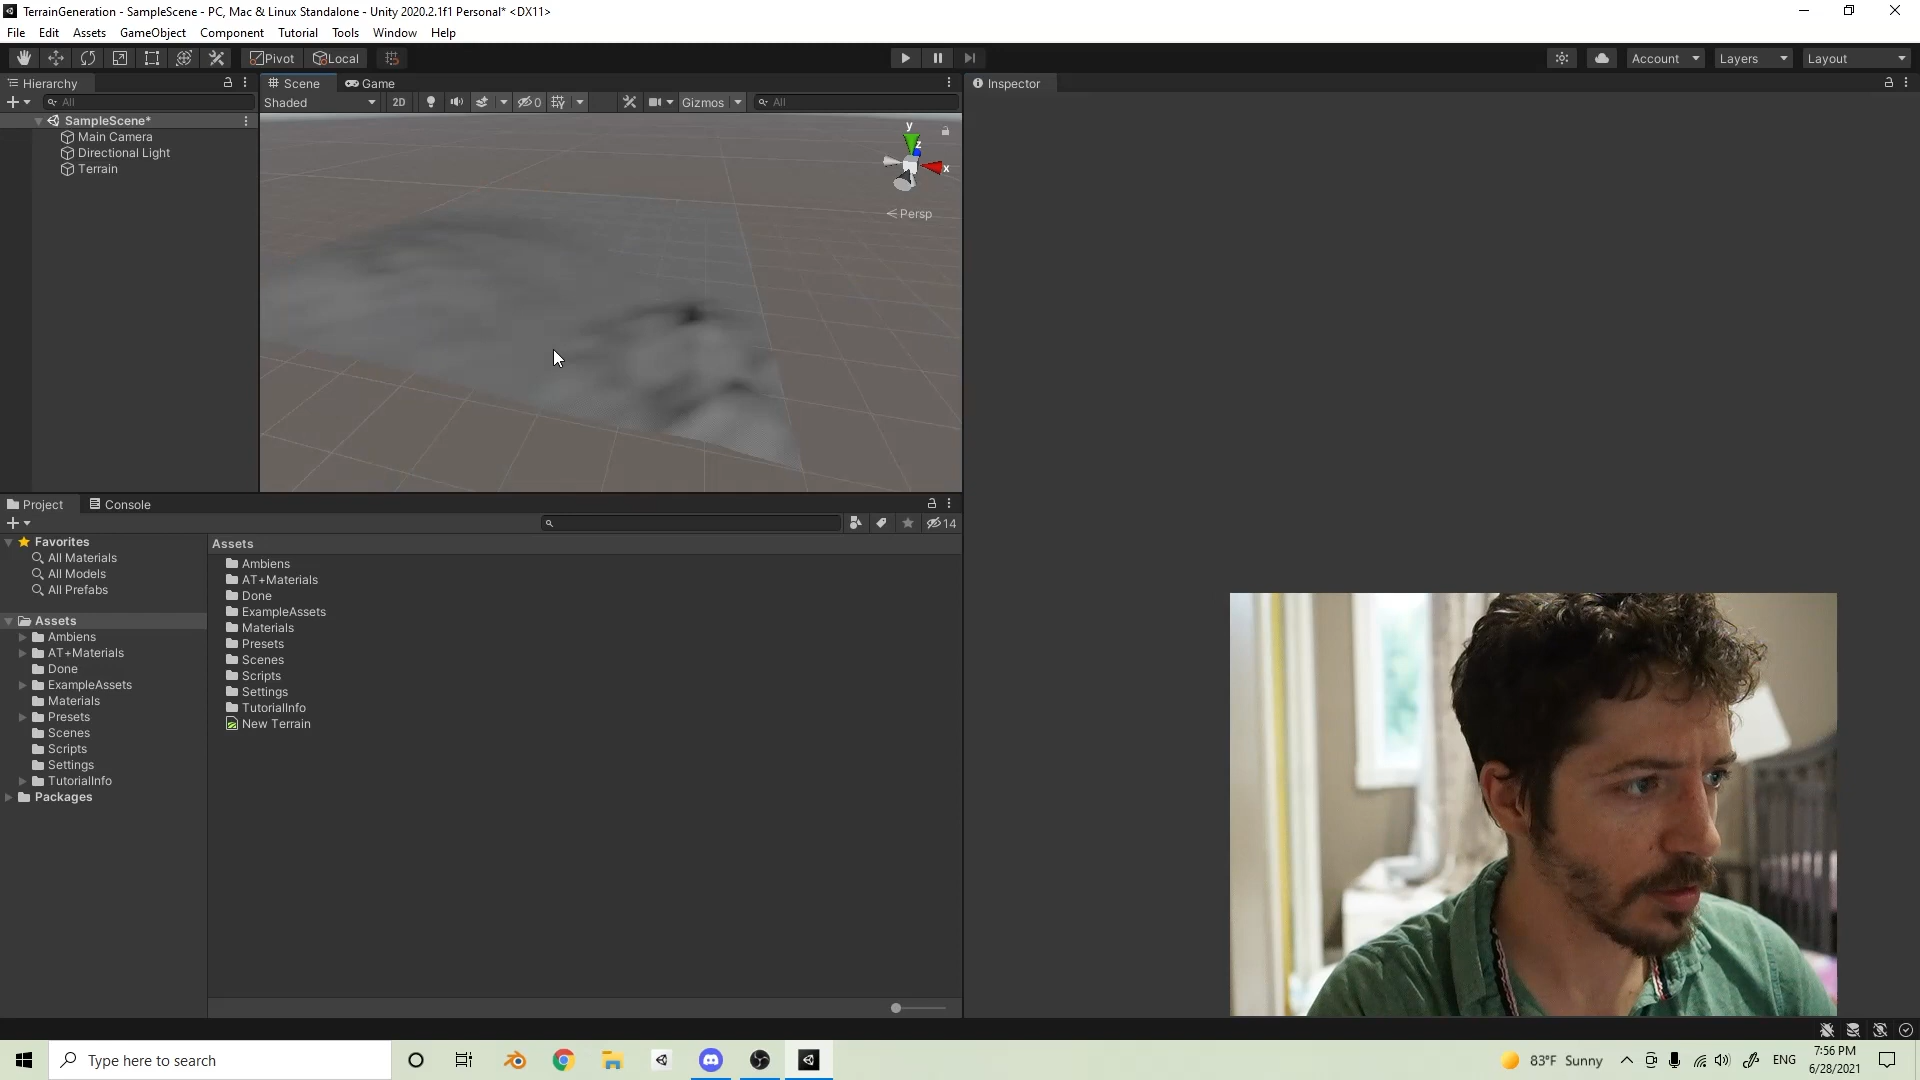 TerrainGeneration - SampleScene - PC, Mac & Linux Standalone - Unity 2020.2.1f1 Personal* <DX11>
File Edit Assets GameObject Component Tutorial Tools Window Help
Pivot Local Account Layers Layout
Hierarchy Scene Game Inspector
All Shaded 2D 0 Gizmos All
SampleScene*
Main Camera
Directional Light
Terrain
y
z
x
Persp
Project Console
14
Favorites
All Materials
All Models
All Prefabs
Assets
Ambiens
AT+Materials
Done
ExampleAssets
Materials
Presets
Scenes
Scripts
Settings
TutorialInfo
Packages
Assets
Ambiens
AT+Materials
Done
ExampleAssets
Materials
Presets
Scenes
Scripts
Settings
TutorialInfo
New Terrain
Type here to search
83°F Sunny
ENG
7:56 PM
6/28/2021